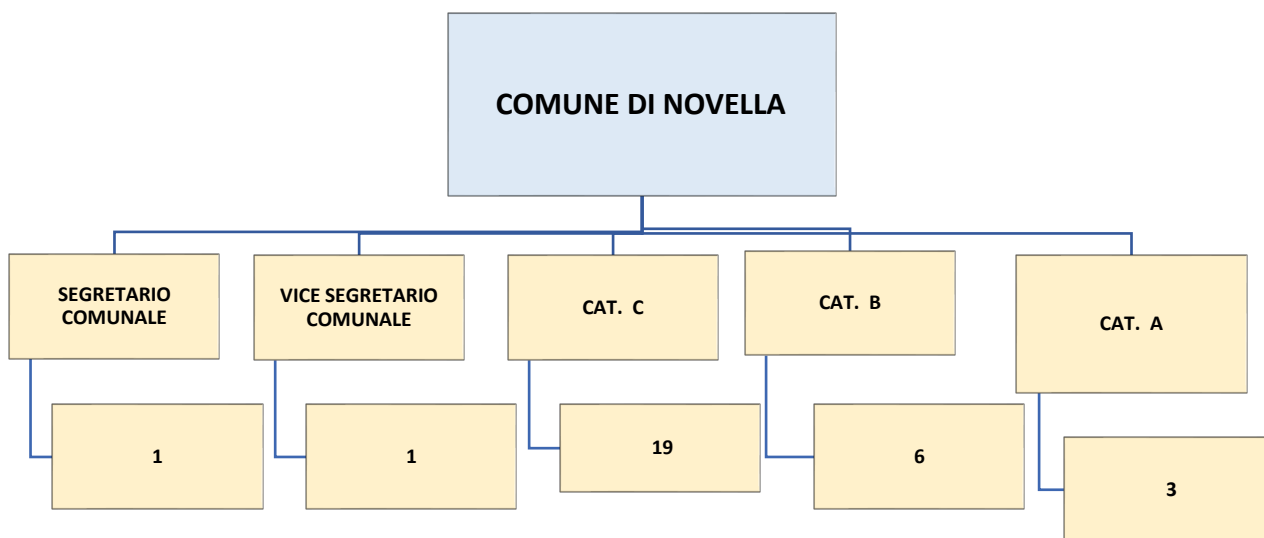 COMUNE DI NOVELLA
SEGRETARIO
COMUNALE
VICE SEGRETARIO
COMUNALE
CAT. C
CAT. B
CAT. A
1
1
19
6
3